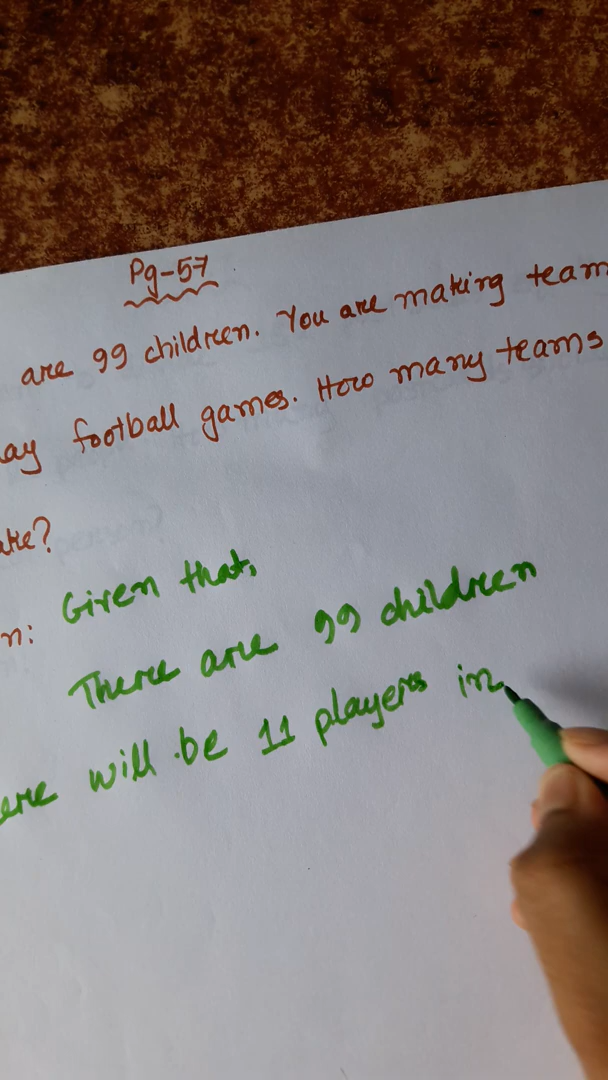 Pg-57
are 99 children. You are making team
ay football games. How many teams
ake?
n: Given that,
There are 99 children
ere will be 11 players in